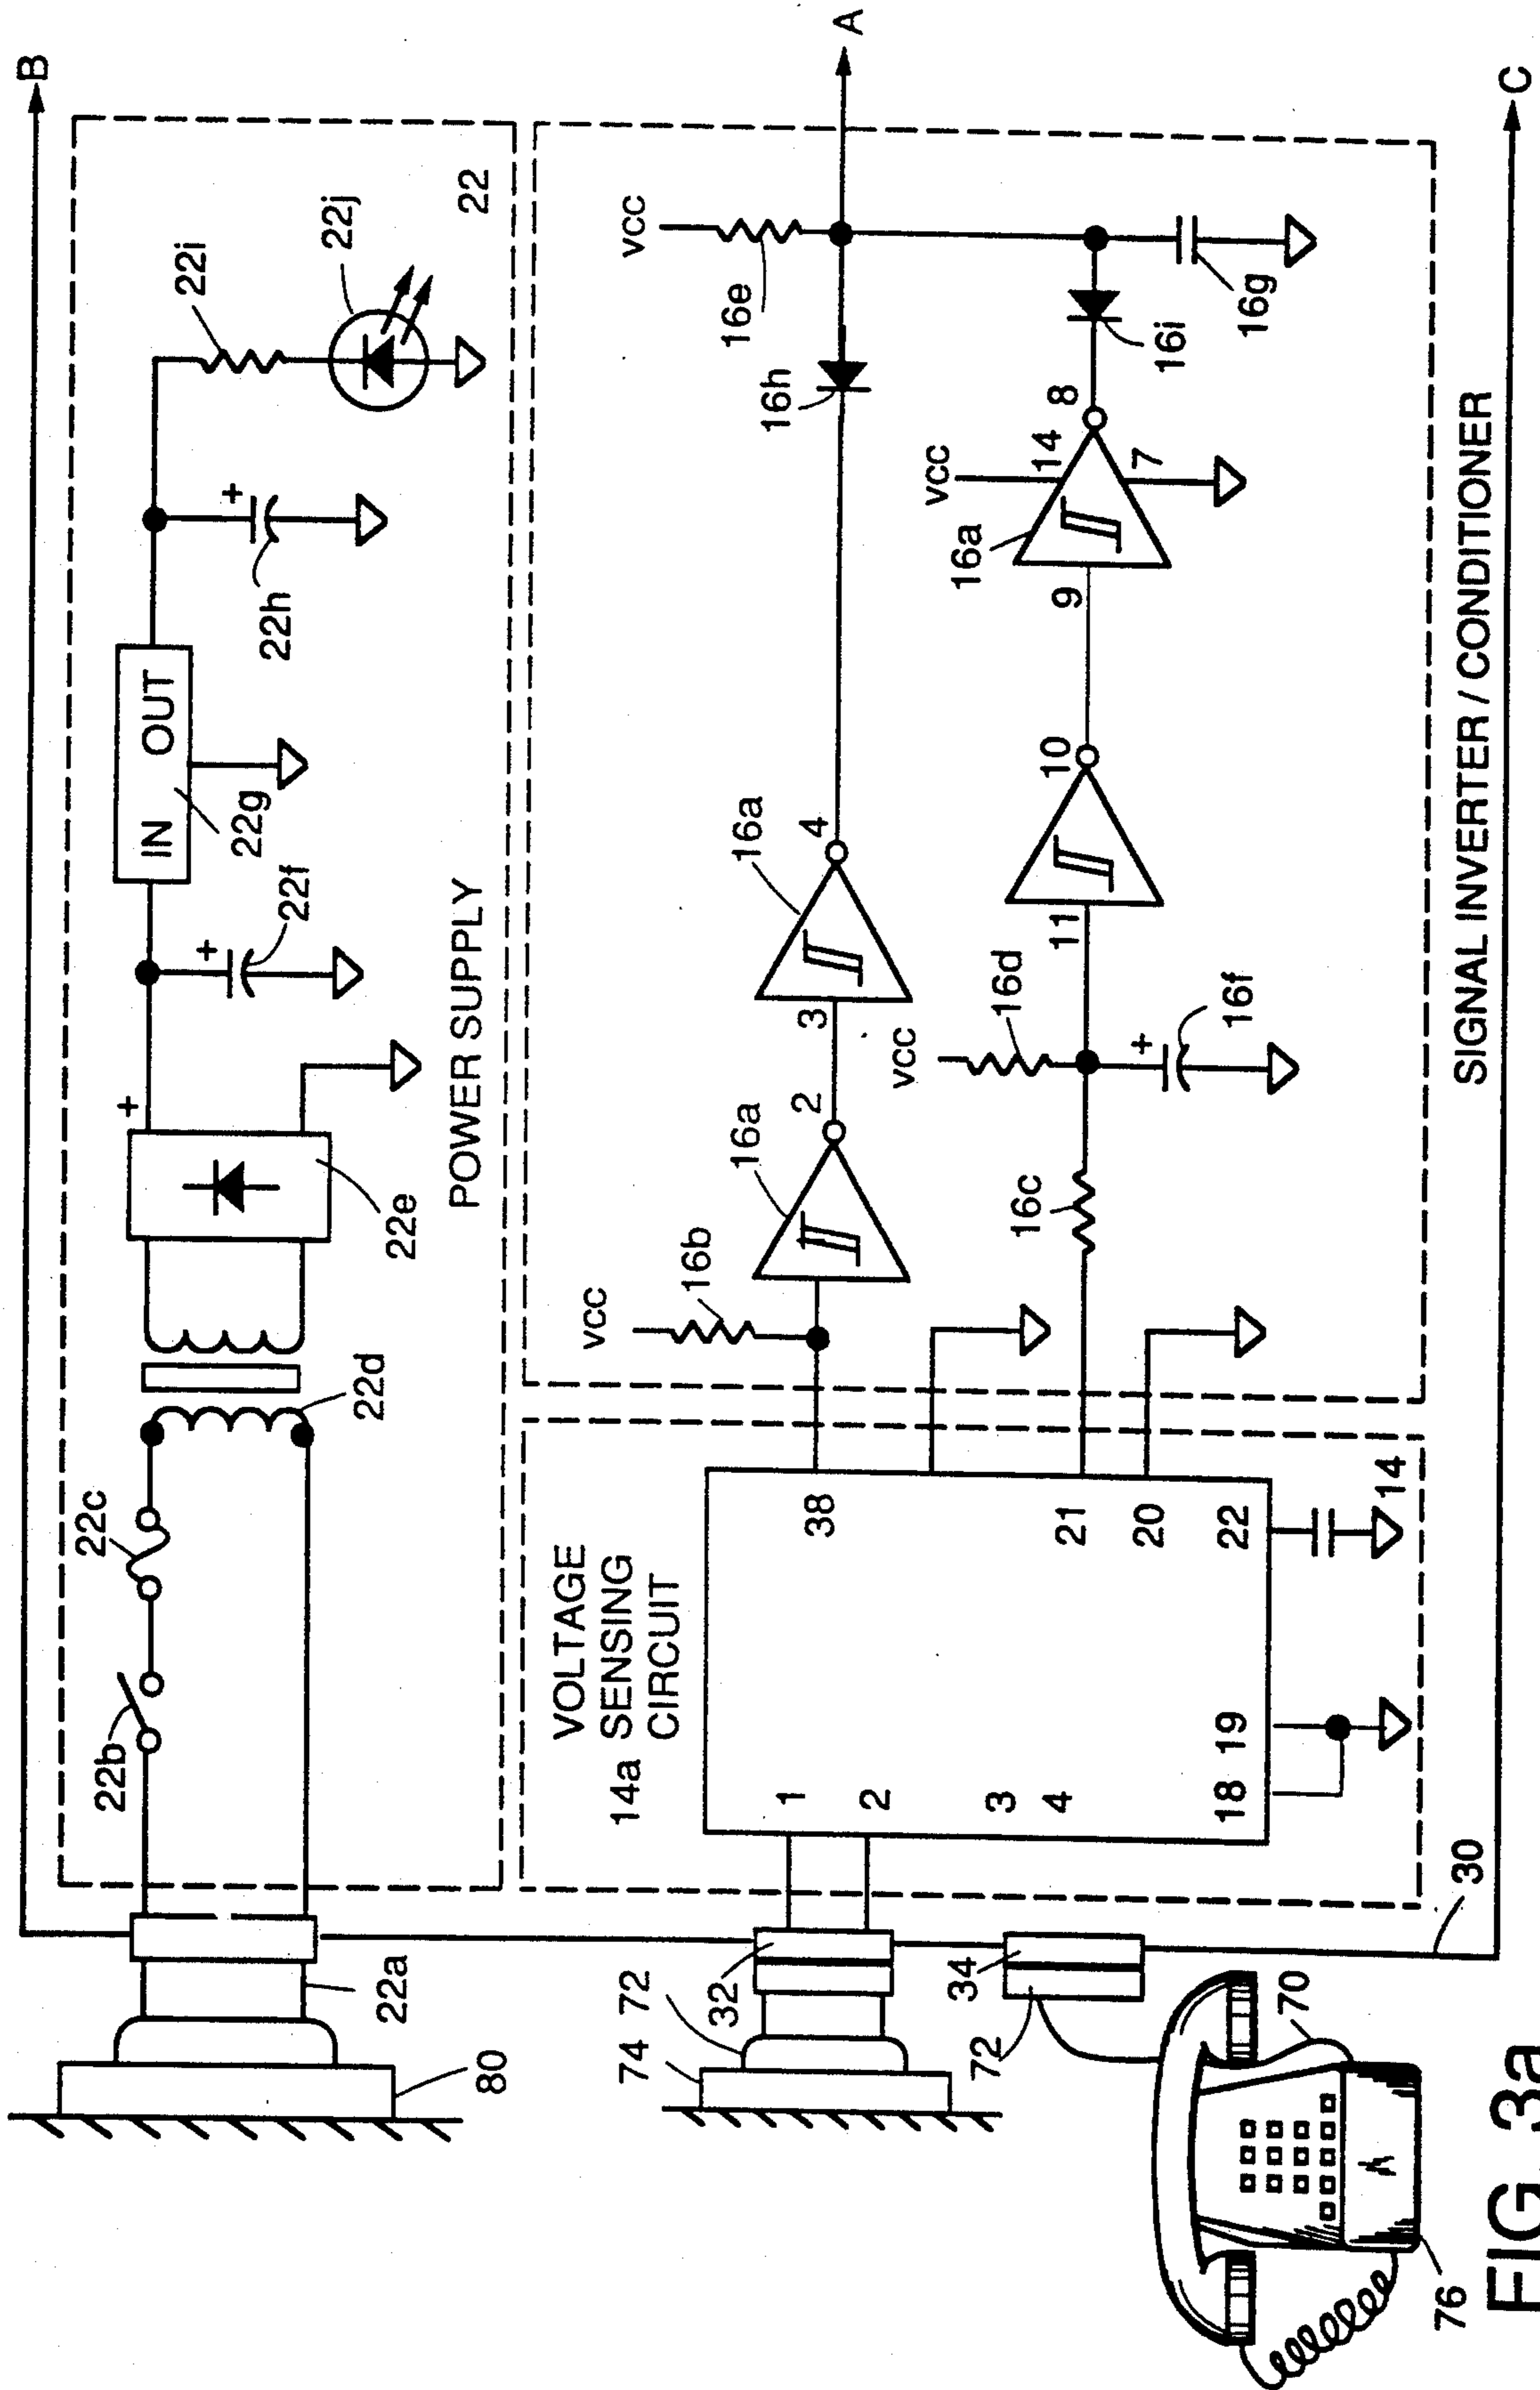 B
22b
22c
22d
22e
+
22f
+
IN OUT
22g
22h
+
22i
22j
22
POWER SUPPLY
22a
80
VOLTAGE
14a SENSING
CIRCUIT
1
2
3
4
18 19
38
21
20
22
14
vcc
16b
16a
2
3
16a
4
16h
vcc
16e
A
16c
vcc
16d
+
16f
11
10
9
16a
vcc
14
7
8
16i
16g
SIGNAL INVERTER / CONDITIONER
C
74
72
32
34
72
30
70
76
FIG. 3a